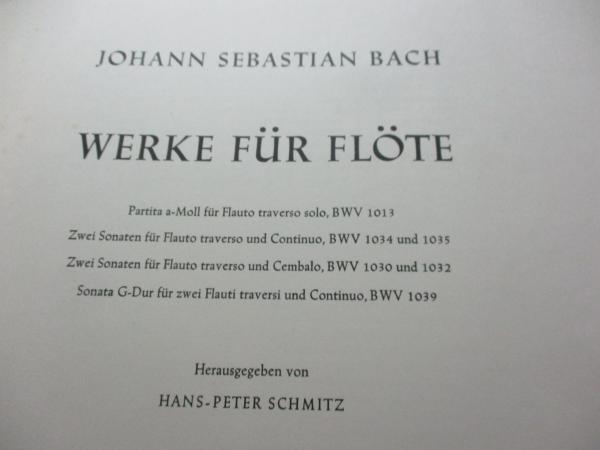 JOHANN SEBASTIAN BACH
WERKE FÜR FLÖTE
Partita a-Moll für Flauto traverso solo, BWV 1013
Zwei Sonaten für Flauto traverso und Continuo, BWV 1034 und 1035
Zwei Sonaten für Flauto traverso und Cembalo, BWV 1030 und 1032
Sonata G-Dur für zwei Flauti traversi und Continuo, BWV 1039
Herausgegeben von
HANS-PETER SCHMITZ